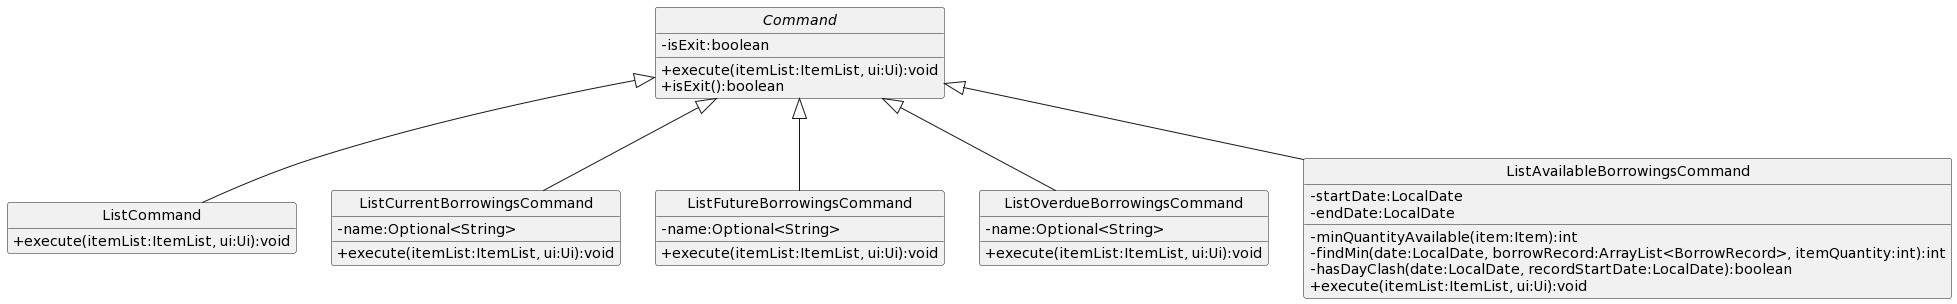 Command
-isExit:boolean
+execute(itemList:ItemList, ui:Ui):void
+isExit():boolean
ListCommand
+execute(itemList:ItemList, ui:Ui):void
ListCurrentBorrowingsCommand
-name:Optional<String>
+execute(itemList:ItemList, ui:Ui):void
ListFutureBorrowingsCommand
-name:Optional<String>
+execute(itemList:ItemList, ui:Ui):void
ListOverdueBorrowingsCommand
-name:Optional<String>
+execute(itemList:ItemList, ui:Ui):void
ListAvailableBorrowingsCommand
-startDate:LocalDate
-endDate:LocalDate
-minQuantityAvailable(item:Item):int
-findMin(date:LocalDate, borrowRecord:ArrayList<BorrowRecord>, itemQuantity:int):int
-hasDayClash(date:LocalDate, recordStartDate:LocalDate):boolean
+execute(itemList:ItemList, ui:Ui):void